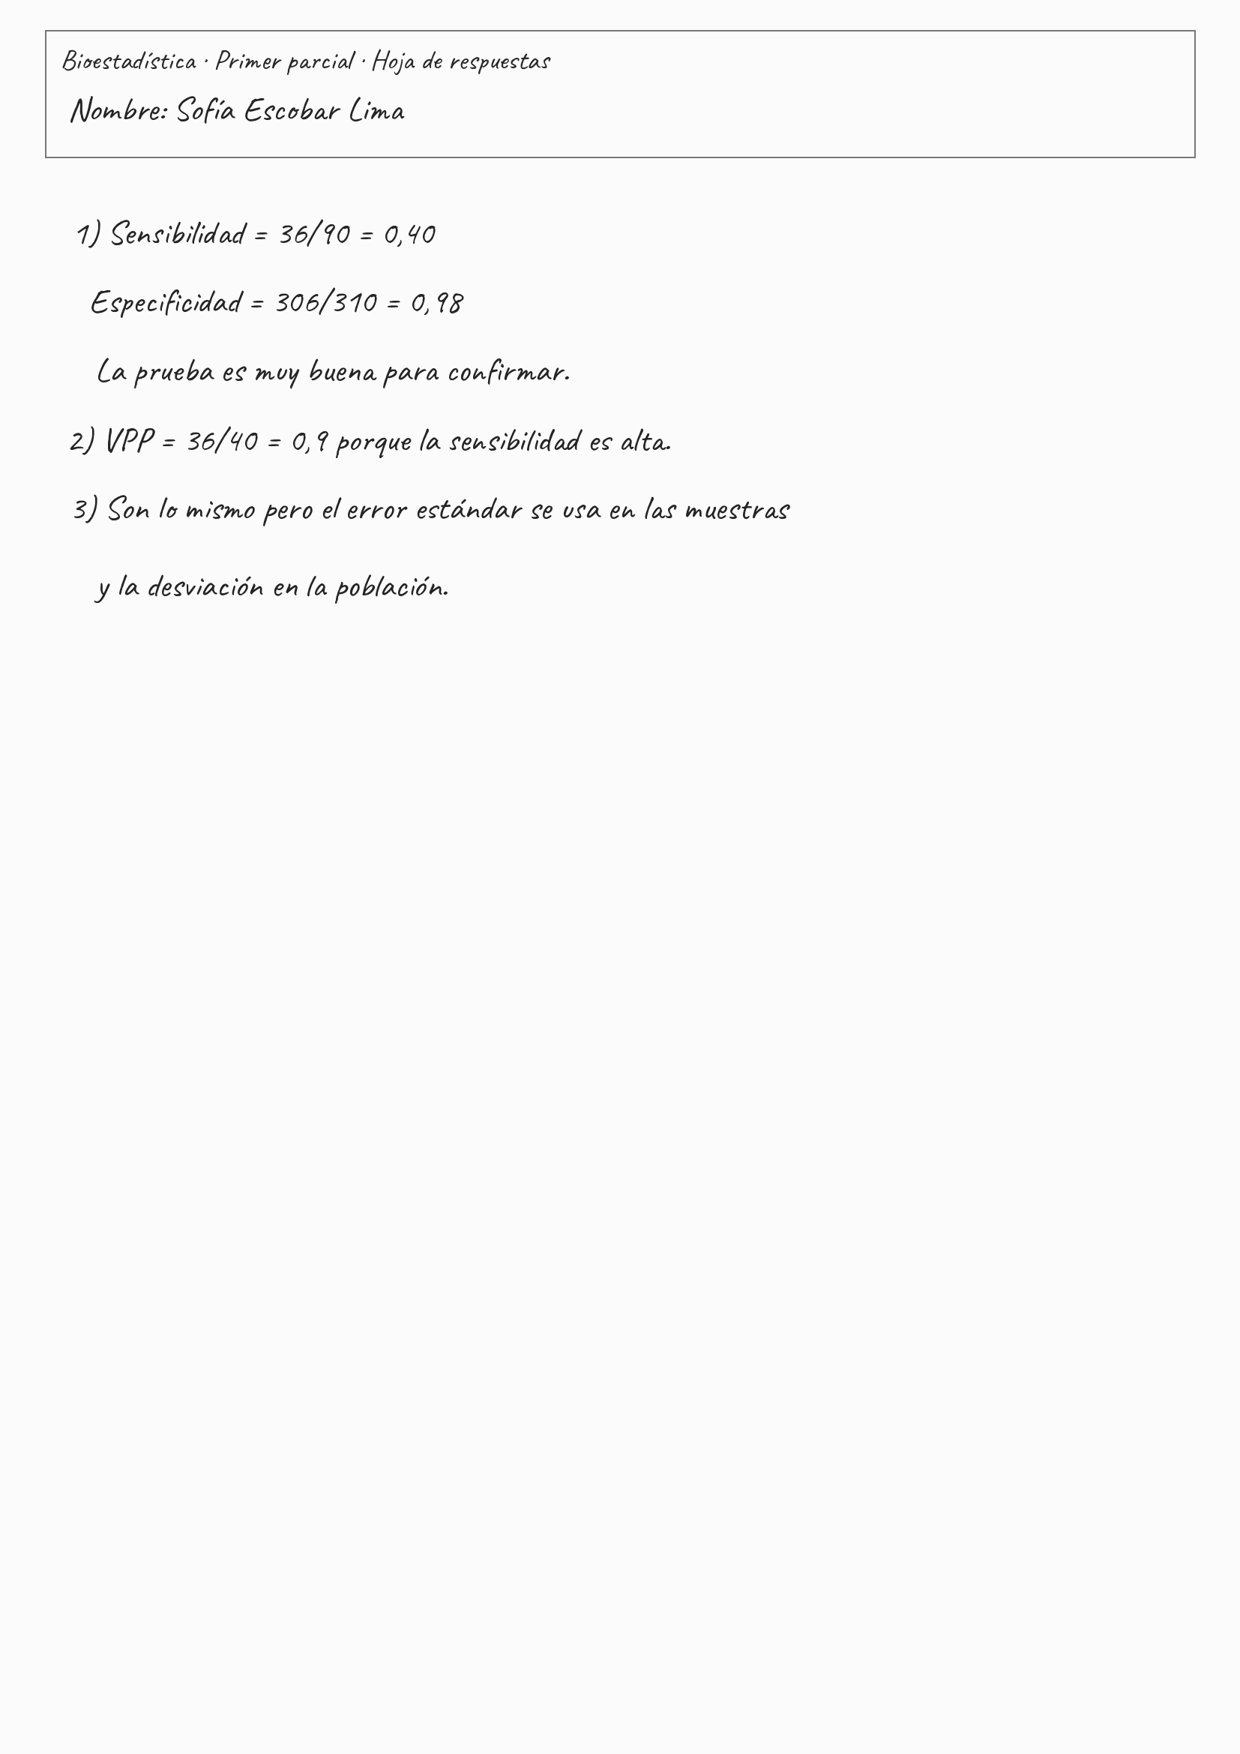 Bioestadística · Primer parcial · Hoja de respuestas
Nombre: Sofía Escobar Lima
1) Sensibilidad = 36/90 = 0,40
Especificidad = 306/310 = 0,98
La prueba es muy buena para confirmar.
2) VPP = 36/40 = 0,9 porque la sensibilidad es alta.
3) Son lo mismo pero el error estándar se usa en las muestras
y la desviación en la población.